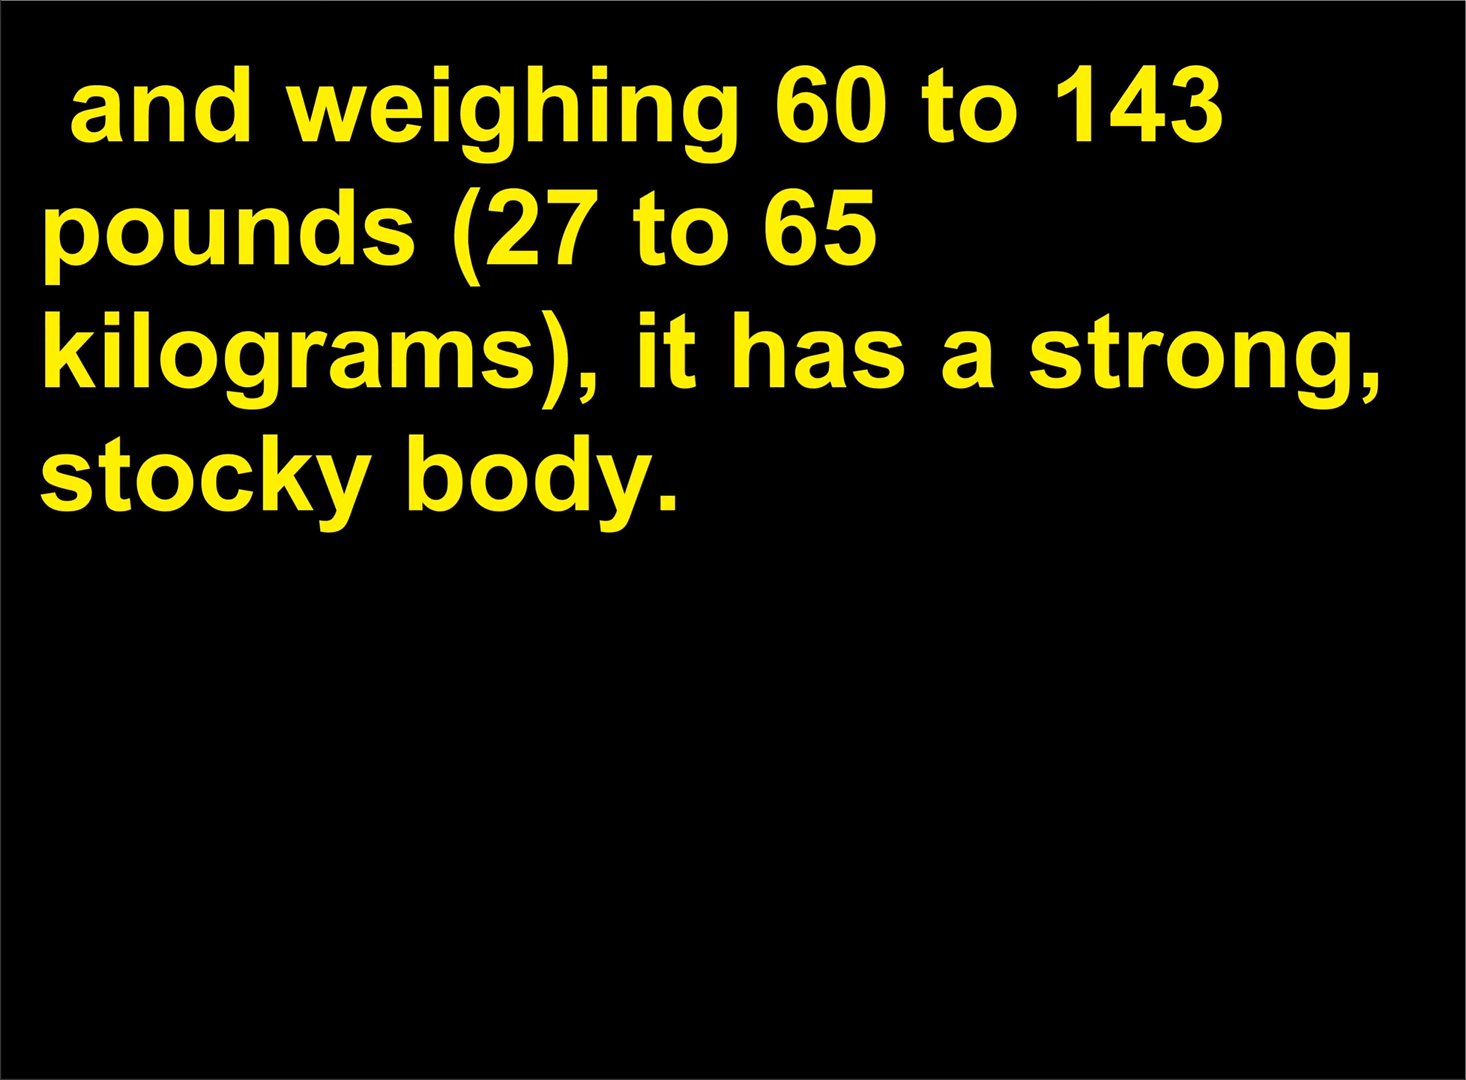 and weighing 60 to 143
pounds (27 to 65
kilograms), it has a strong,
stocky body.